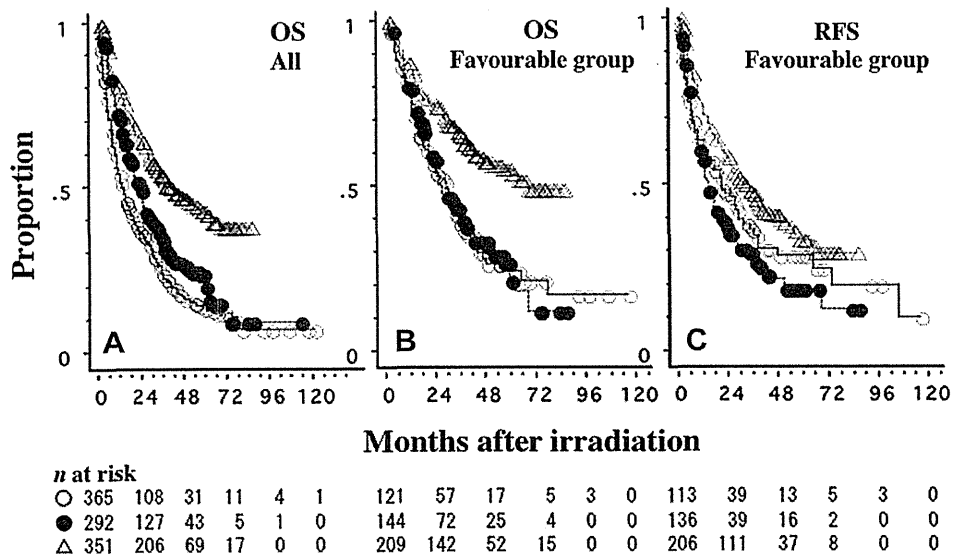 OS
All
OS
Favourable group
RFS
Favourable group
Proportion
1
.5
0
1
.5
0
1
.5
0
A
B
C
0 24 48 72 96 120
0 24 48 72 96 120
0 24 48 72 96 120
Months after irradiation
n at risk
○ 365 108 31 11 4 1 121 57 17 5 3 0 113 39 13 5 3 0
● 292 127 43 5 1 0 144 72 25 4 0 0 136 39 16 2 0 0
△ 351 206 69 17 0 0 209 142 52 15 0 0 206 111 37 8 0 0